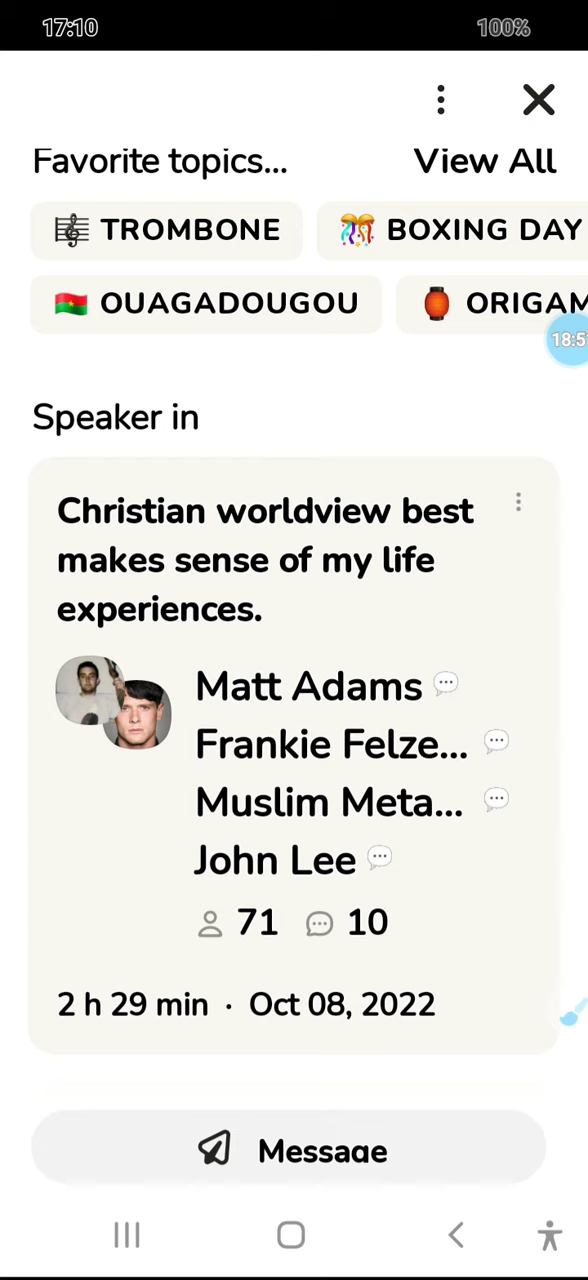 17:10 100%
Favorite topics... View All
TROMBONE BOXING DAY
OUAGADOUGOU ORIGAM
18:5
Speaker in
Christian worldview best
makes sense of my life
experiences.
Matt Adams
Frankie Felze...
Muslim Meta...
John Lee
71 10
2 h 29 min · Oct 08, 2022
Message